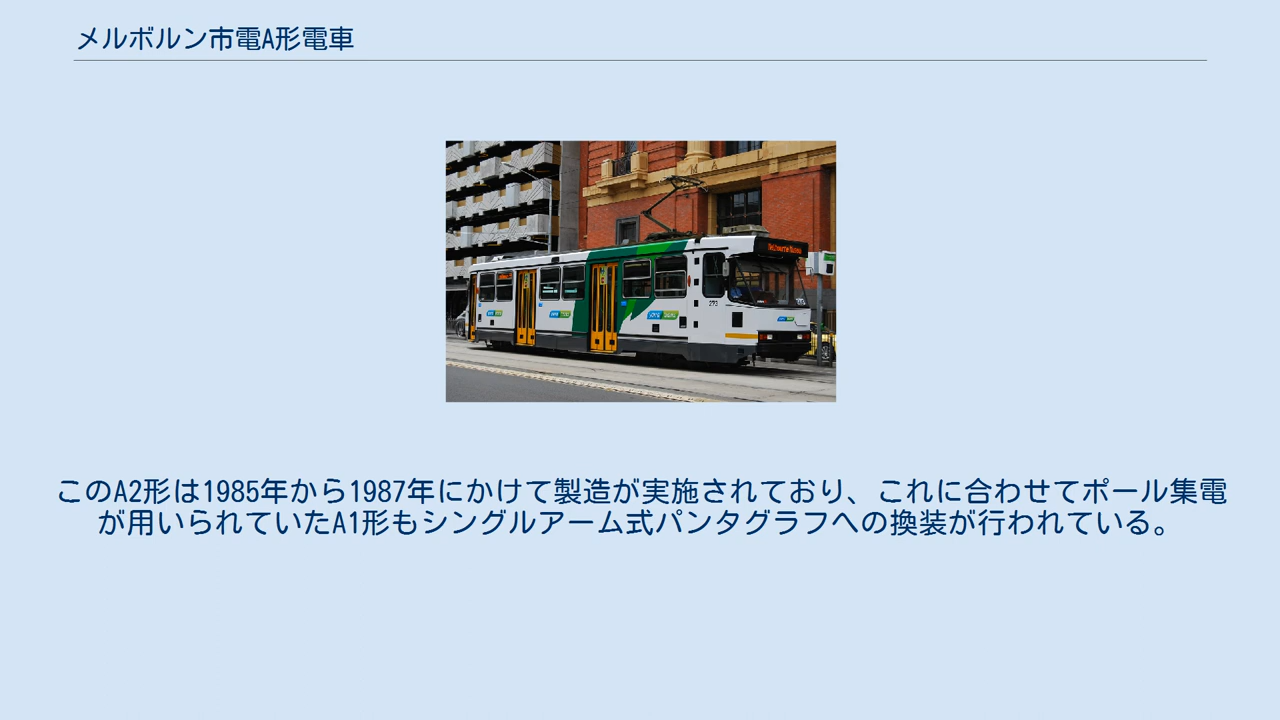 メルボルン市電A形電車
MAIL
Melbourne Museum
273
このA2形は1985年から1987年にかけて製造が実施されており、これに合わせてポール集電
が用いられていたA1形もシングルアーム式パンタグラフへの換装が行われている。